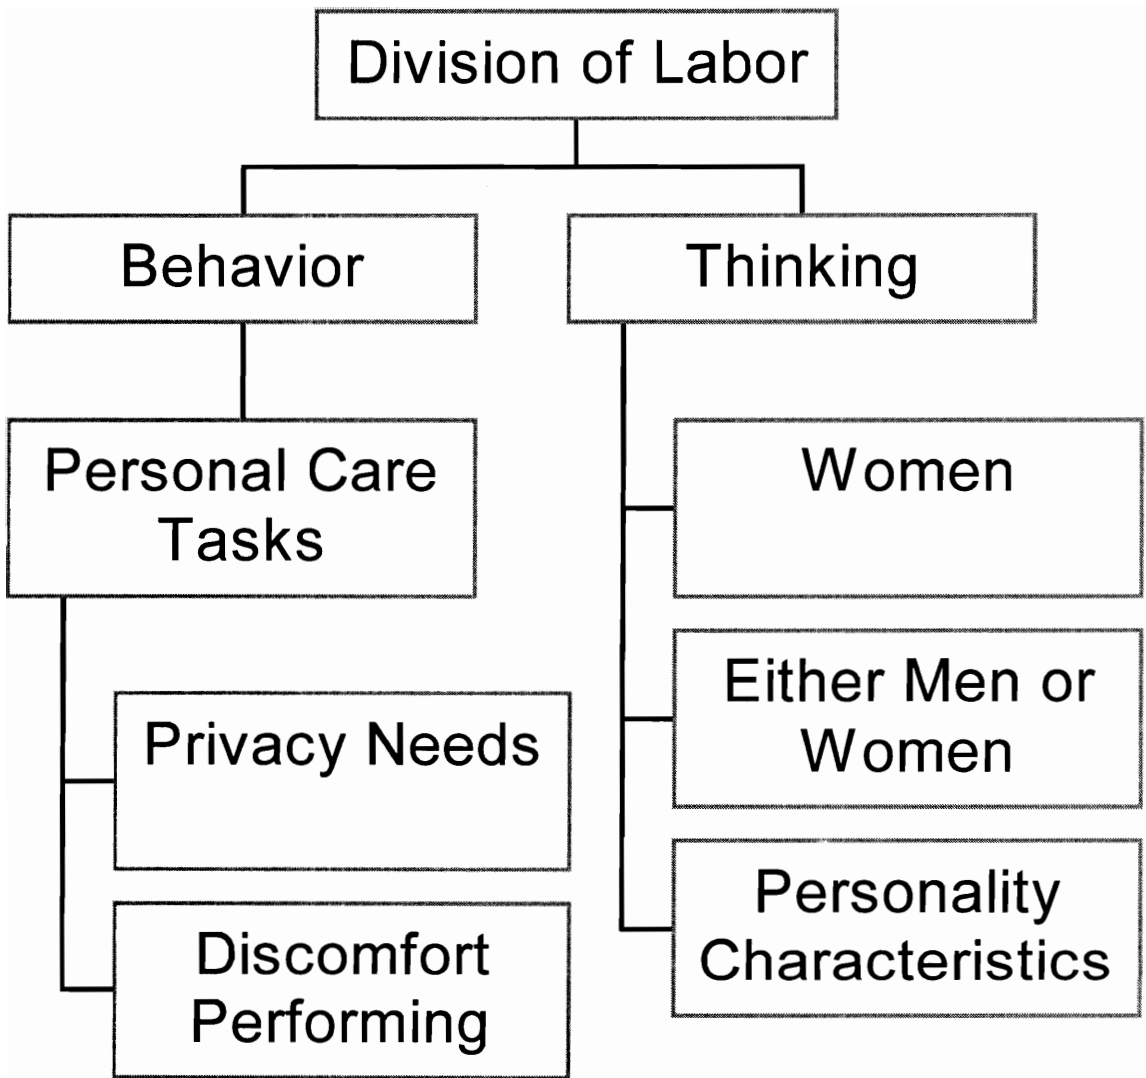 Division of Labor
Behavior
Thinking
Personal Care
Tasks
Women
Privacy Needs
Either Men or
Women
Discomfort
Performing
Personality
Characteristics